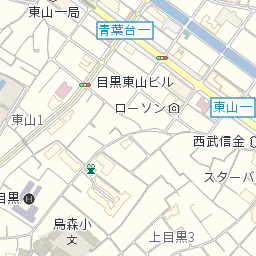 東山一局
青葉台一
目黒東山ビル
ローソン
東山一
東山1
西武信金
スターバ
目黒
烏森小
上目黒3